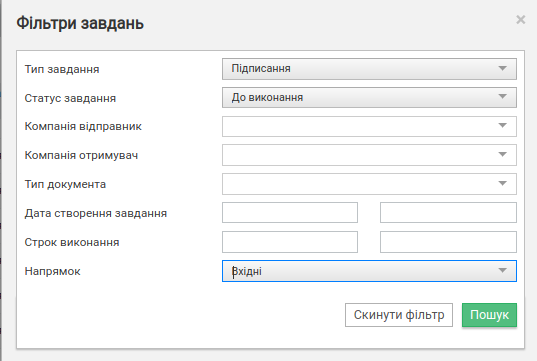 Фільтри завдань
×
Тип завдання Підписання
Статус завдання До виконання
Компанія відправник
Компанія отримувач
Тип документа
Дата створення завдання
Строк виконання
Напрямок Вхідні
Скинути фільтр Пошук